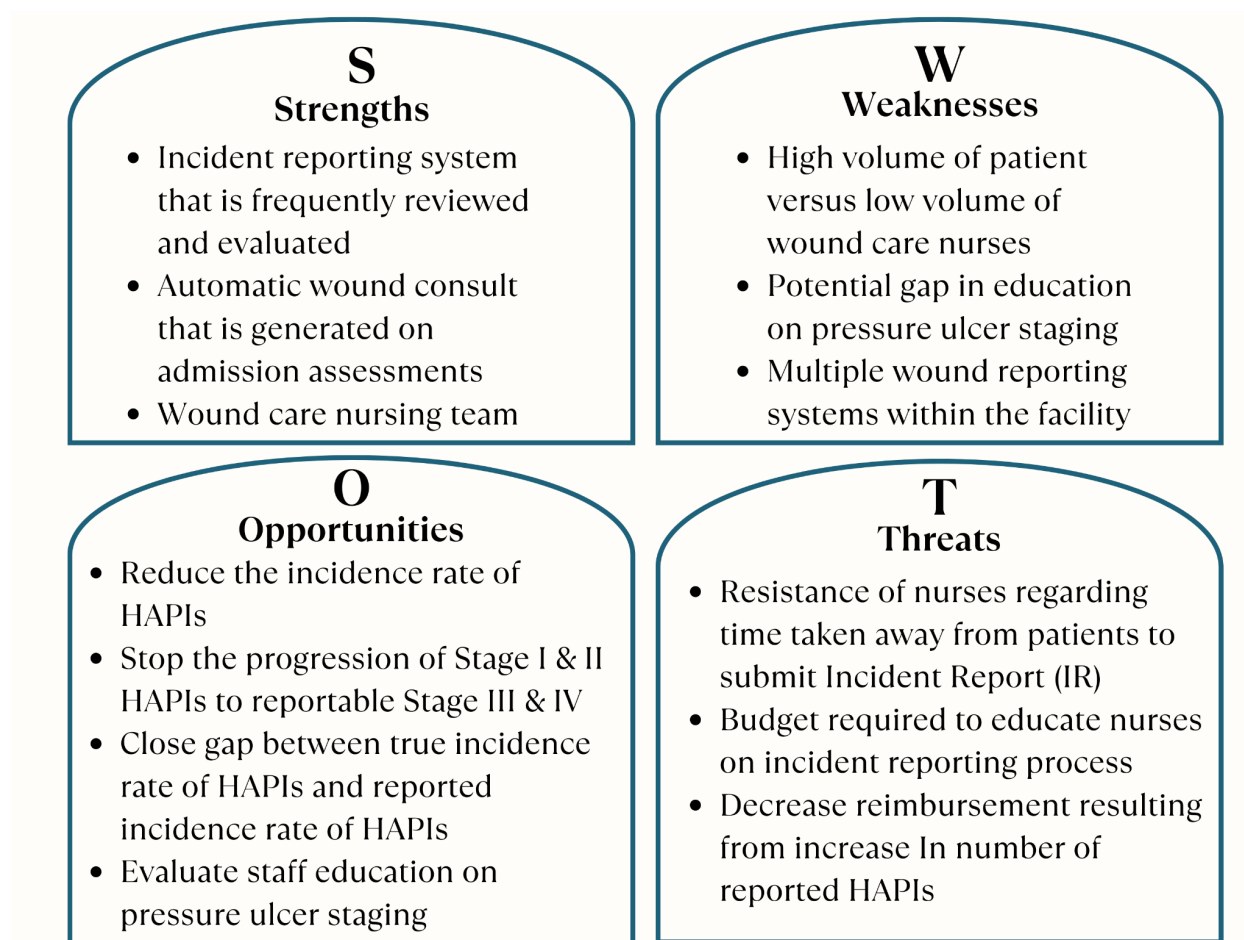 S
Strengths
• Incident reporting system
that is frequently reviewed
and evaluated
• Automatic wound consult
that is generated on
admission assessments
• Wound care nursing team
W
Weaknesses
• High volume of patient
versus low volume of
wound care nurses
• Potential gap in education
on pressure ulcer staging
• Multiple wound reporting
systems within the facility
O
Opportunities
• Reduce the incidence rate of
HAPIs
• Stop the progression of Stage I & II
HAPIs to reportable Stage III & IV
• Close gap between true incidence
rate of HAPIs and reported
incidence rate of HAPIs
• Evaluate staff education on
pressure ulcer staging
T
Threats
• Resistance of nurses regarding
time taken away from patients to
submit Incident Report (IR)
• Budget required to educate nurses
on incident reporting process
• Decrease reimbursement resulting
from increase In number of
reported HAPIs